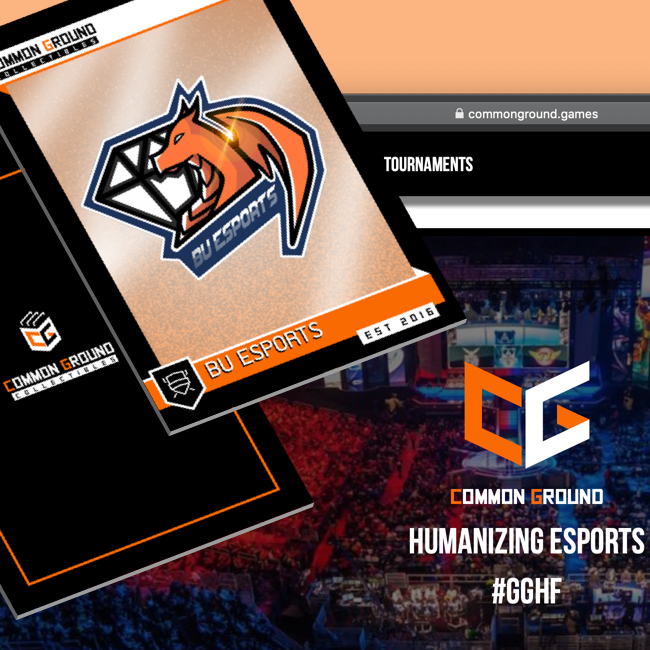 COMMON GROUND
COLLECTIBLES
commonground.games
TOURNAMENTS
BU ESPORTS
BU ESPORTS
EST 2016
COMMON GROUND
COLLECTIBLES
CG
COMMON GROUND
HUMANIZING ESPORTS
#GGHF